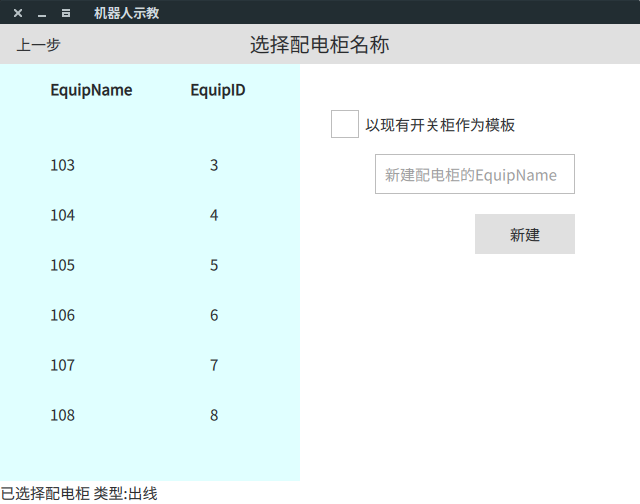 机器人示教
上一步 选择配电柜名称
EquipName EquipID
103 3
104 4
105 5
106 6
107 7
108 8
以现有开关柜作为模板
新建配电柜的EquipName
新建
已选择配电柜 类型:出线